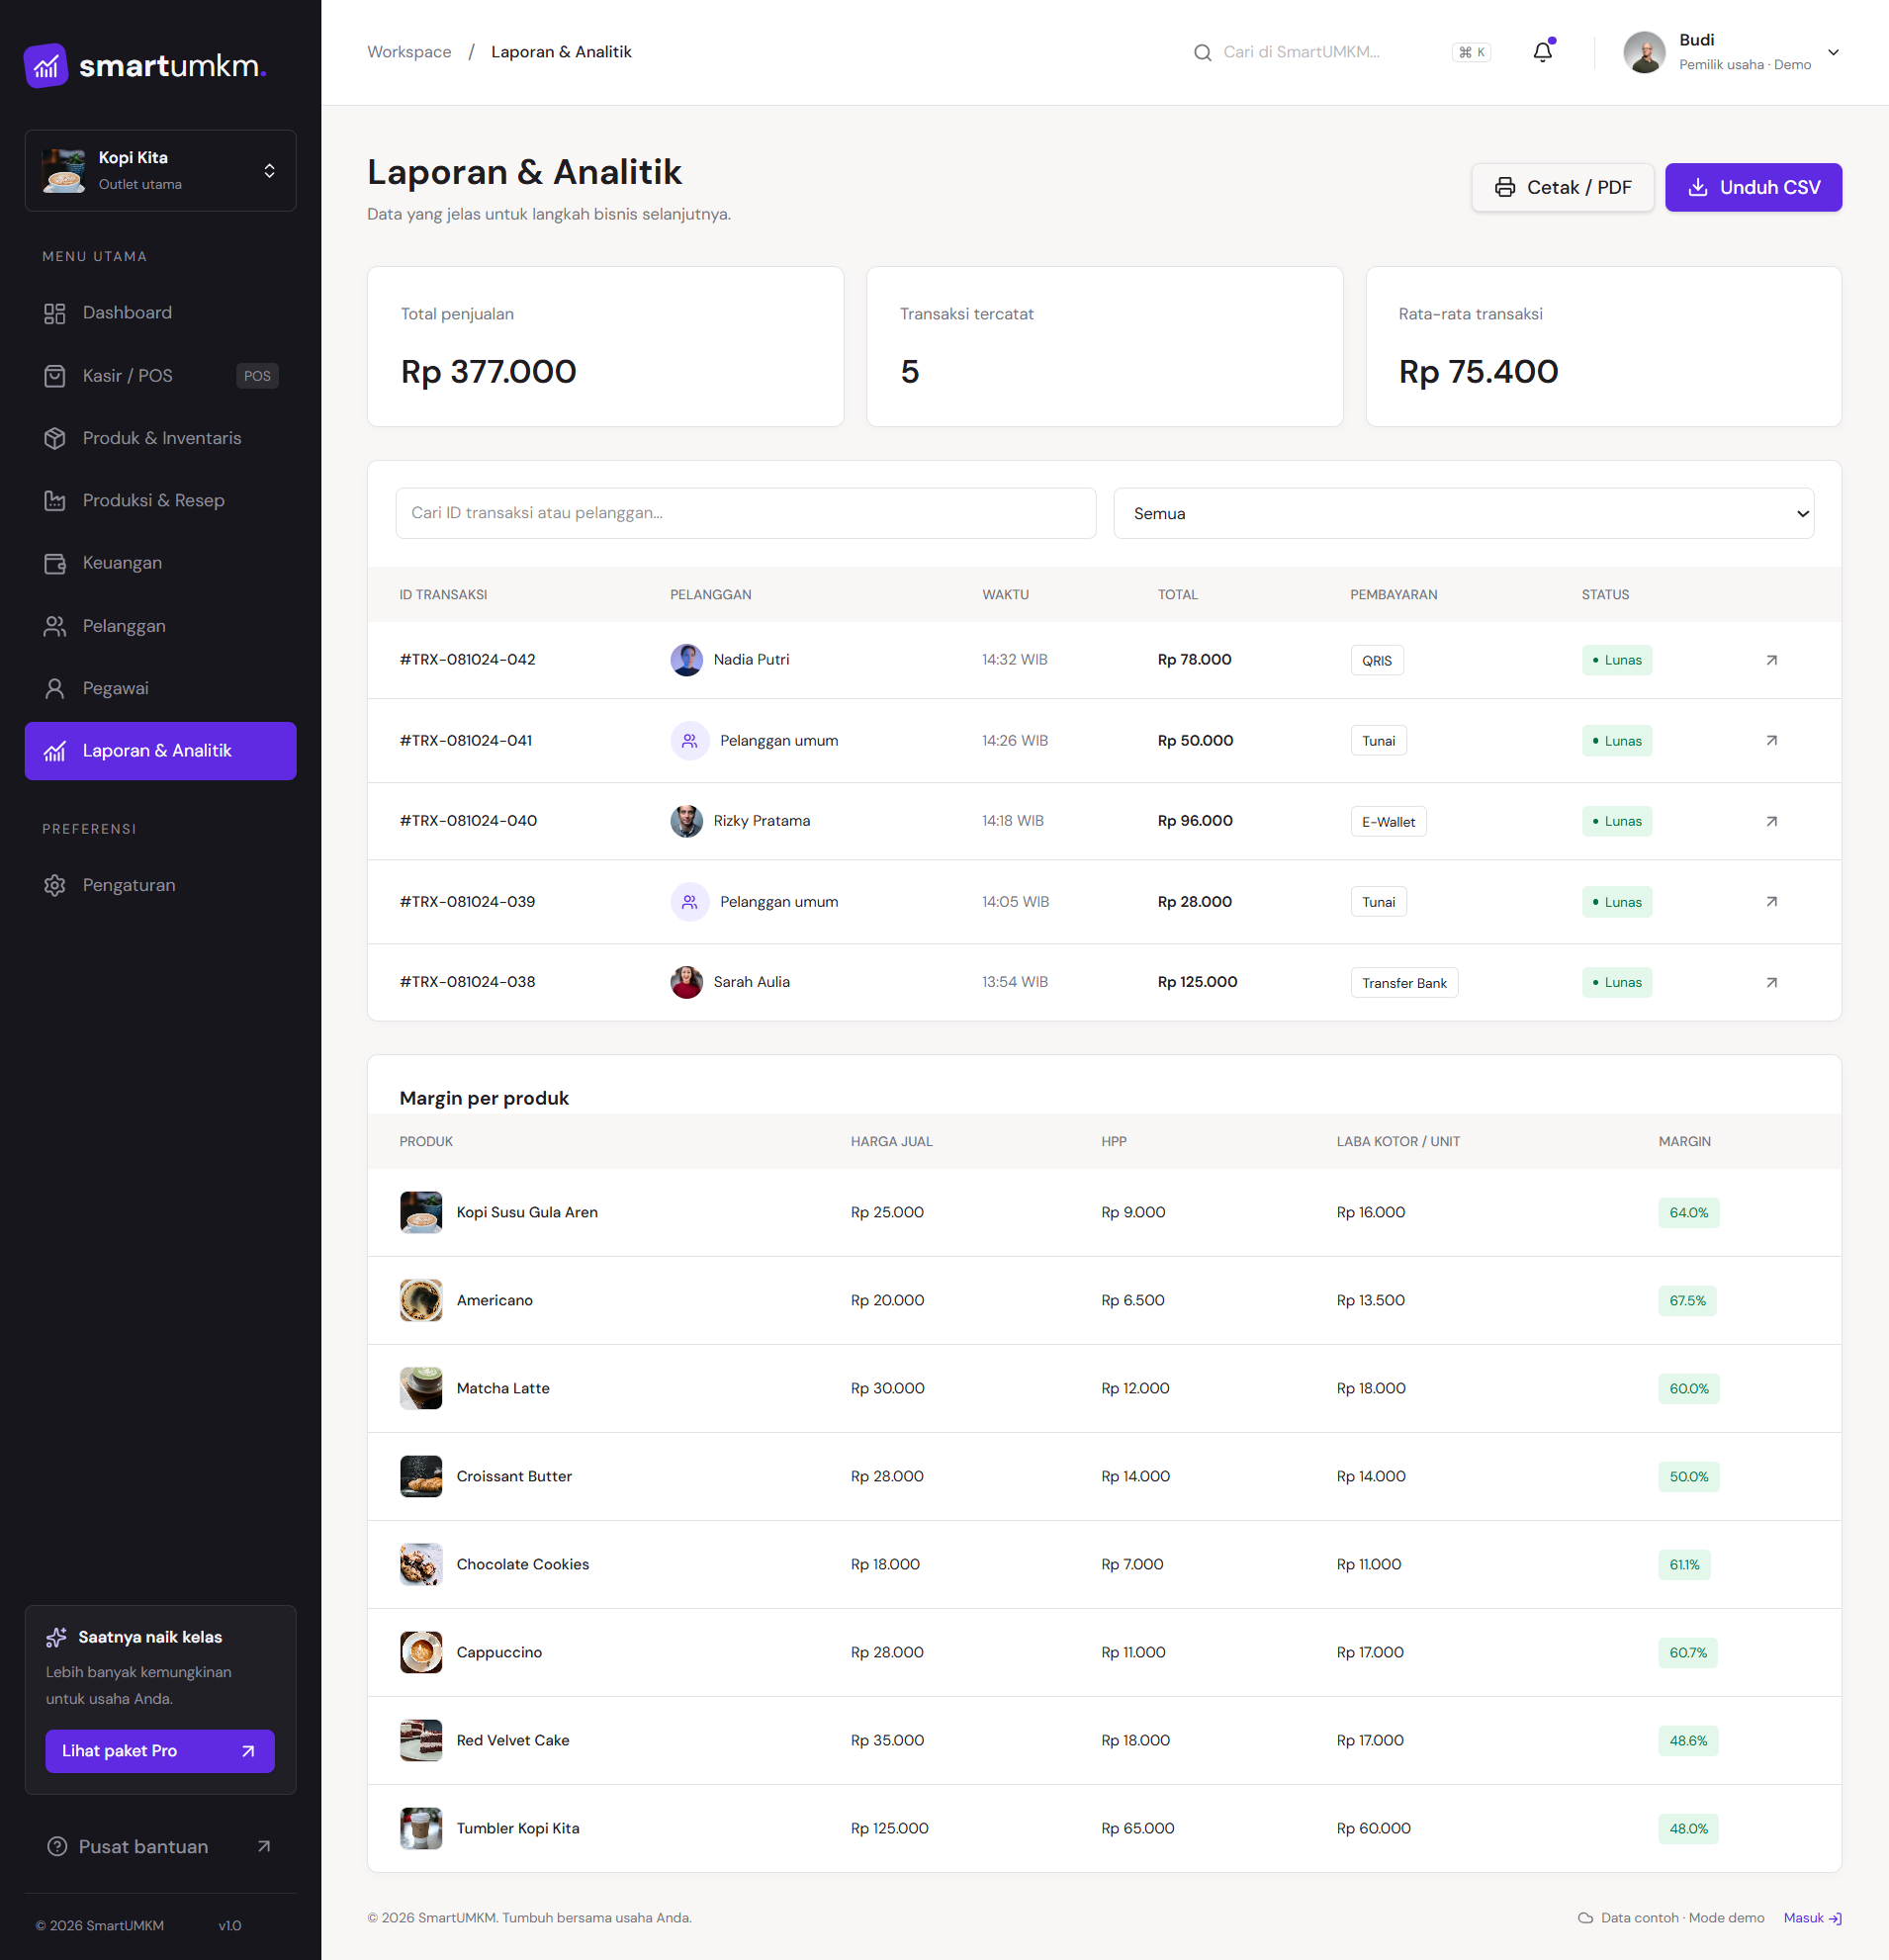 smartumkm.
Kopi Kita
Outlet utama
MENU UTAMA
Dashboard
Kasir / POS POS
Produk & Inventaris
Produksi & Resep
Keuangan
Pelanggan
Pegawai
Laporan & Analitik
PREFERENSI
Pengaturan
Saatnya naik kelas
Lebih banyak kemungkinan
untuk usaha Anda.
Lihat paket Pro
Pusat bantuan
© 2026 SmartUMKM v1.0
Workspace / Laporan & Analitik
Cari di SmartUMKM... ⌘ K
Budi
Pemilik usaha · Demo
Laporan & Analitik
Data yang jelas untuk langkah bisnis selanjutnya.
Cetak / PDF
Unduh CSV
Total penjualan
Rp 377.000
Transaksi tercatat
5
Rata-rata transaksi
Rp 75.400
Cari ID transaksi atau pelanggan...
Semua
ID TRANSAKSI PELANGGAN WAKTU TOTAL PEMBAYARAN STATUS
#TRX-081024-042 Nadia Putri 14:32 WIB Rp 78.000 QRIS Lunas
#TRX-081024-041 Pelanggan umum 14:26 WIB Rp 50.000 Tunai Lunas
#TRX-081024-040 Rizky Pratama 14:18 WIB Rp 96.000 E-Wallet Lunas
#TRX-081024-039 Pelanggan umum 14:05 WIB Rp 28.000 Tunai Lunas
#TRX-081024-038 Sarah Aulia 13:54 WIB Rp 125.000 Transfer Bank Lunas
Margin per produk
PRODUK HARGA JUAL HPP LABA KOTOR / UNIT MARGIN
Kopi Susu Gula Aren Rp 25.000 Rp 9.000 Rp 16.000 64.0%
Americano Rp 20.000 Rp 6.500 Rp 13.500 67.5%
Matcha Latte Rp 30.000 Rp 12.000 Rp 18.000 60.0%
Croissant Butter Rp 28.000 Rp 14.000 Rp 14.000 50.0%
Chocolate Cookies Rp 18.000 Rp 7.000 Rp 11.000 61.1%
Cappuccino Rp 28.000 Rp 11.000 Rp 17.000 60.7%
Red Velvet Cake Rp 35.000 Rp 18.000 Rp 17.000 48.6%
Tumbler Kopi Kita Rp 125.000 Rp 65.000 Rp 60.000 48.0%
© 2026 SmartUMKM. Tumbuh bersama usaha Anda.
Data contoh · Mode demo Masuk